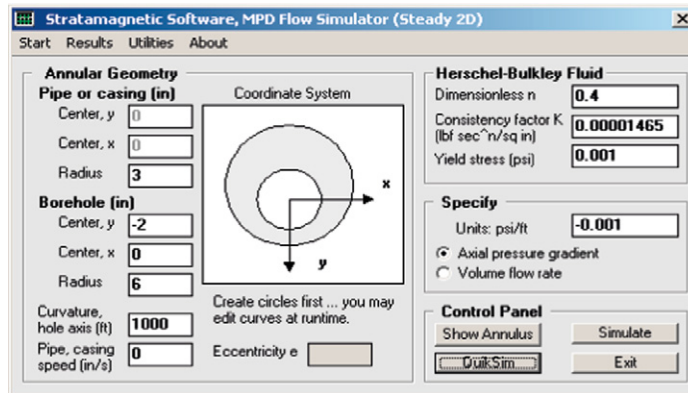 Stratamagnetic Software, MPD Flow Simulator (Steady 2D)
Start Results Utilities About
Annular Geometry
Pipe or casing (in)
Center, y 0
Center, x 0
Radius 3
Borehole (in)
Center, y -2
Center, x 0
Radius 6
Curvature,
hole axis (ft) 1000
Pipe, casing
speed (in/s) 0
Coordinate System
x
y
Create circles first ... you may
edit curves at runtime.
Eccentricity e
Herschel-Bulkley Fluid
Dimensionless n 0.4
Consistency factor K
(lbf sec^n/sq in) 0.00001465
Yield stress (psi) 0.001
Specify
Units: psi/ft -0.001
Axial pressure gradient
Volume flow rate
Control Panel
Show Annulus Simulate
QuikSim Exit